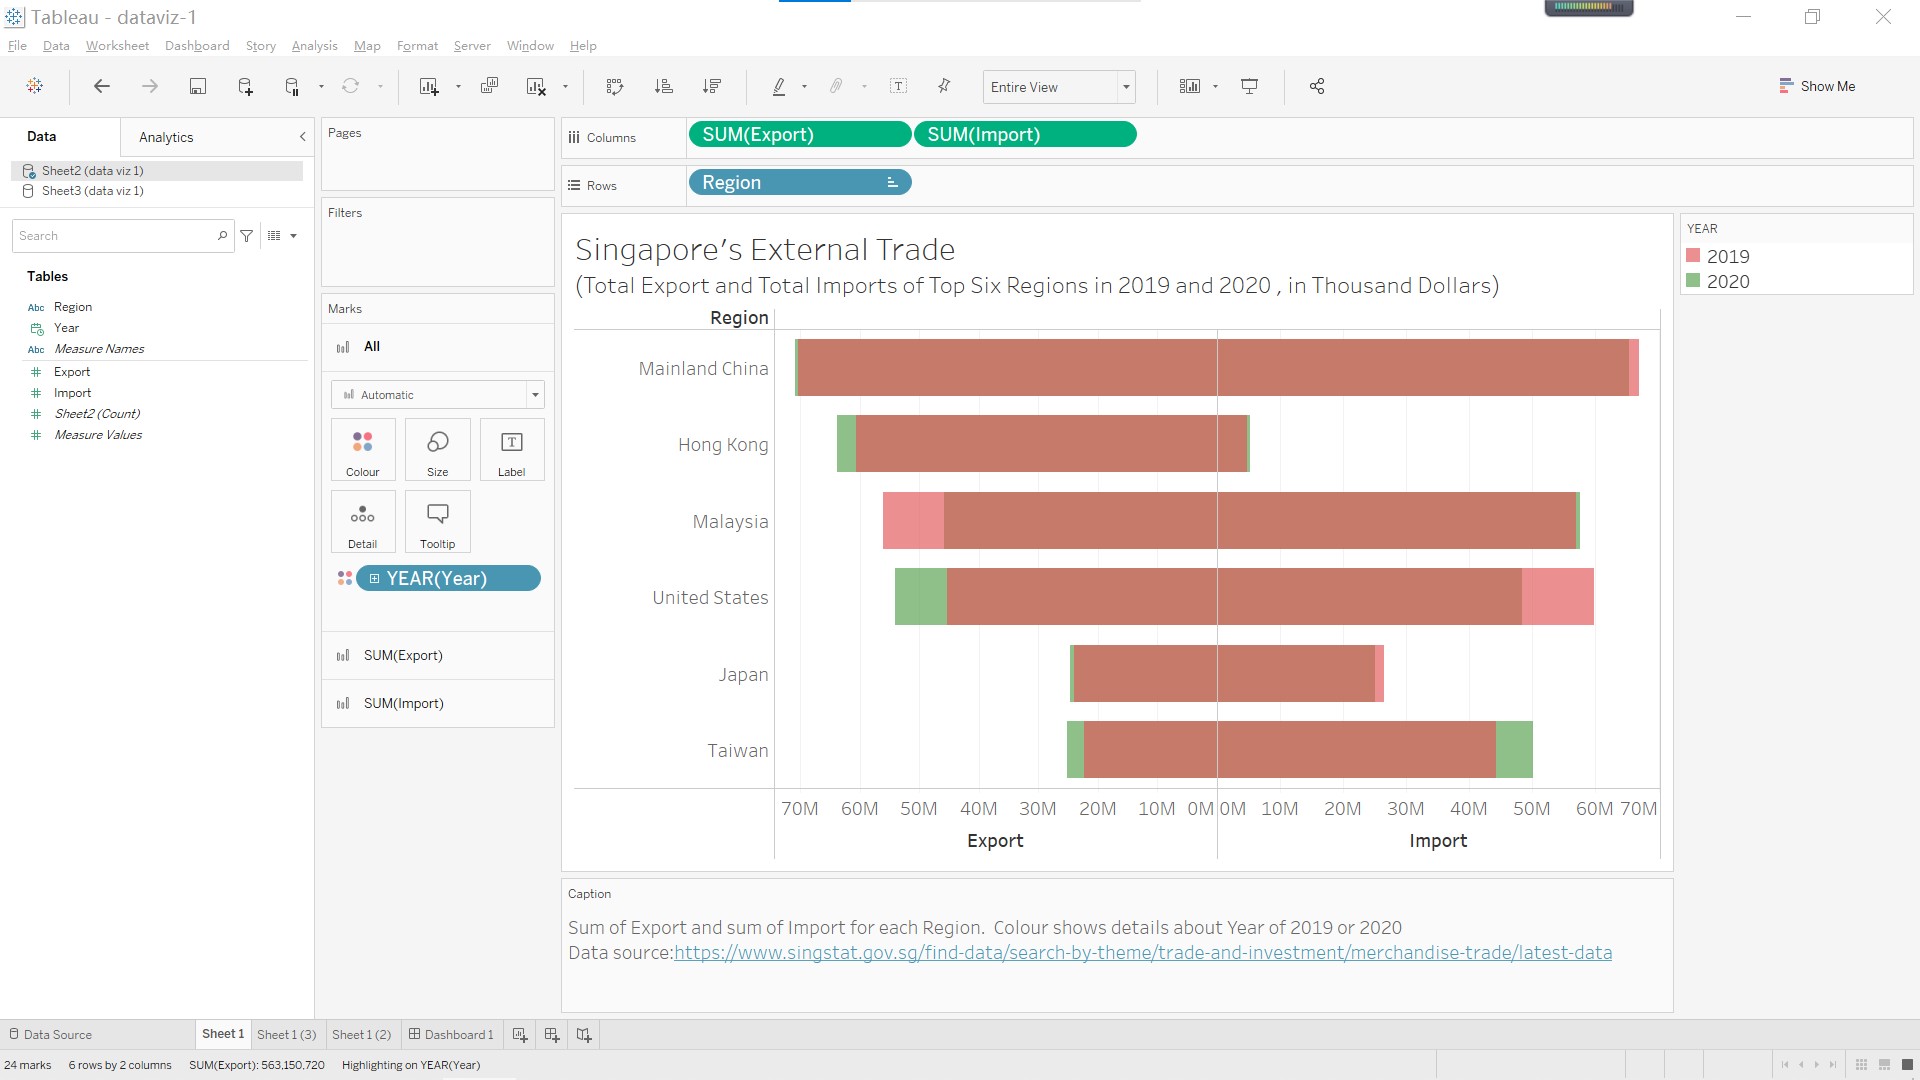 Tableau - dataviz-1
File Data Worksheet Dashboard Story Analysis Map Format Server Window Help
Entire View
Show Me
Data Analytics
Sheet2 (data viz 1)
Sheet3 (data viz 1)
Search
Tables
Abc Region
Year
Abc Measure Names
# Export
# Import
# Sheet2 (Count)
# Measure Values
Pages
Filters
Marks
All
Automatic
Colour Size Label
Detail Tooltip
YEAR(Year)
SUM(Export)
SUM(Import)
Columns SUM(Export) SUM(Import)
Rows Region
Singapore's External Trade
(Total Export and Total Imports of Top Six Regions in 2019 and 2020 , in Thousand Dollars)
Region
Mainland China
Hong Kong
Malaysia
United States
Japan
Taiwan
70M 60M 50M 40M 30M 20M 10M 0M 0M 10M 20M 30M 40M 50M 60M 70M
Export Import
YEAR
2019
2020
Caption
Sum of Export and sum of Import for each Region.  Colour shows details about Year of 2019 or 2020
Data source:https://www.singstat.gov.sg/find-data/search-by-theme/trade-and-investment/merchandise-trade/latest-data
Data Source Sheet 1 Sheet 1 (3) Sheet 1 (2) Dashboard 1
24 marks 6 rows by 2 columns SUM(Export): 563,150,720 Highlighting on YEAR(Year)